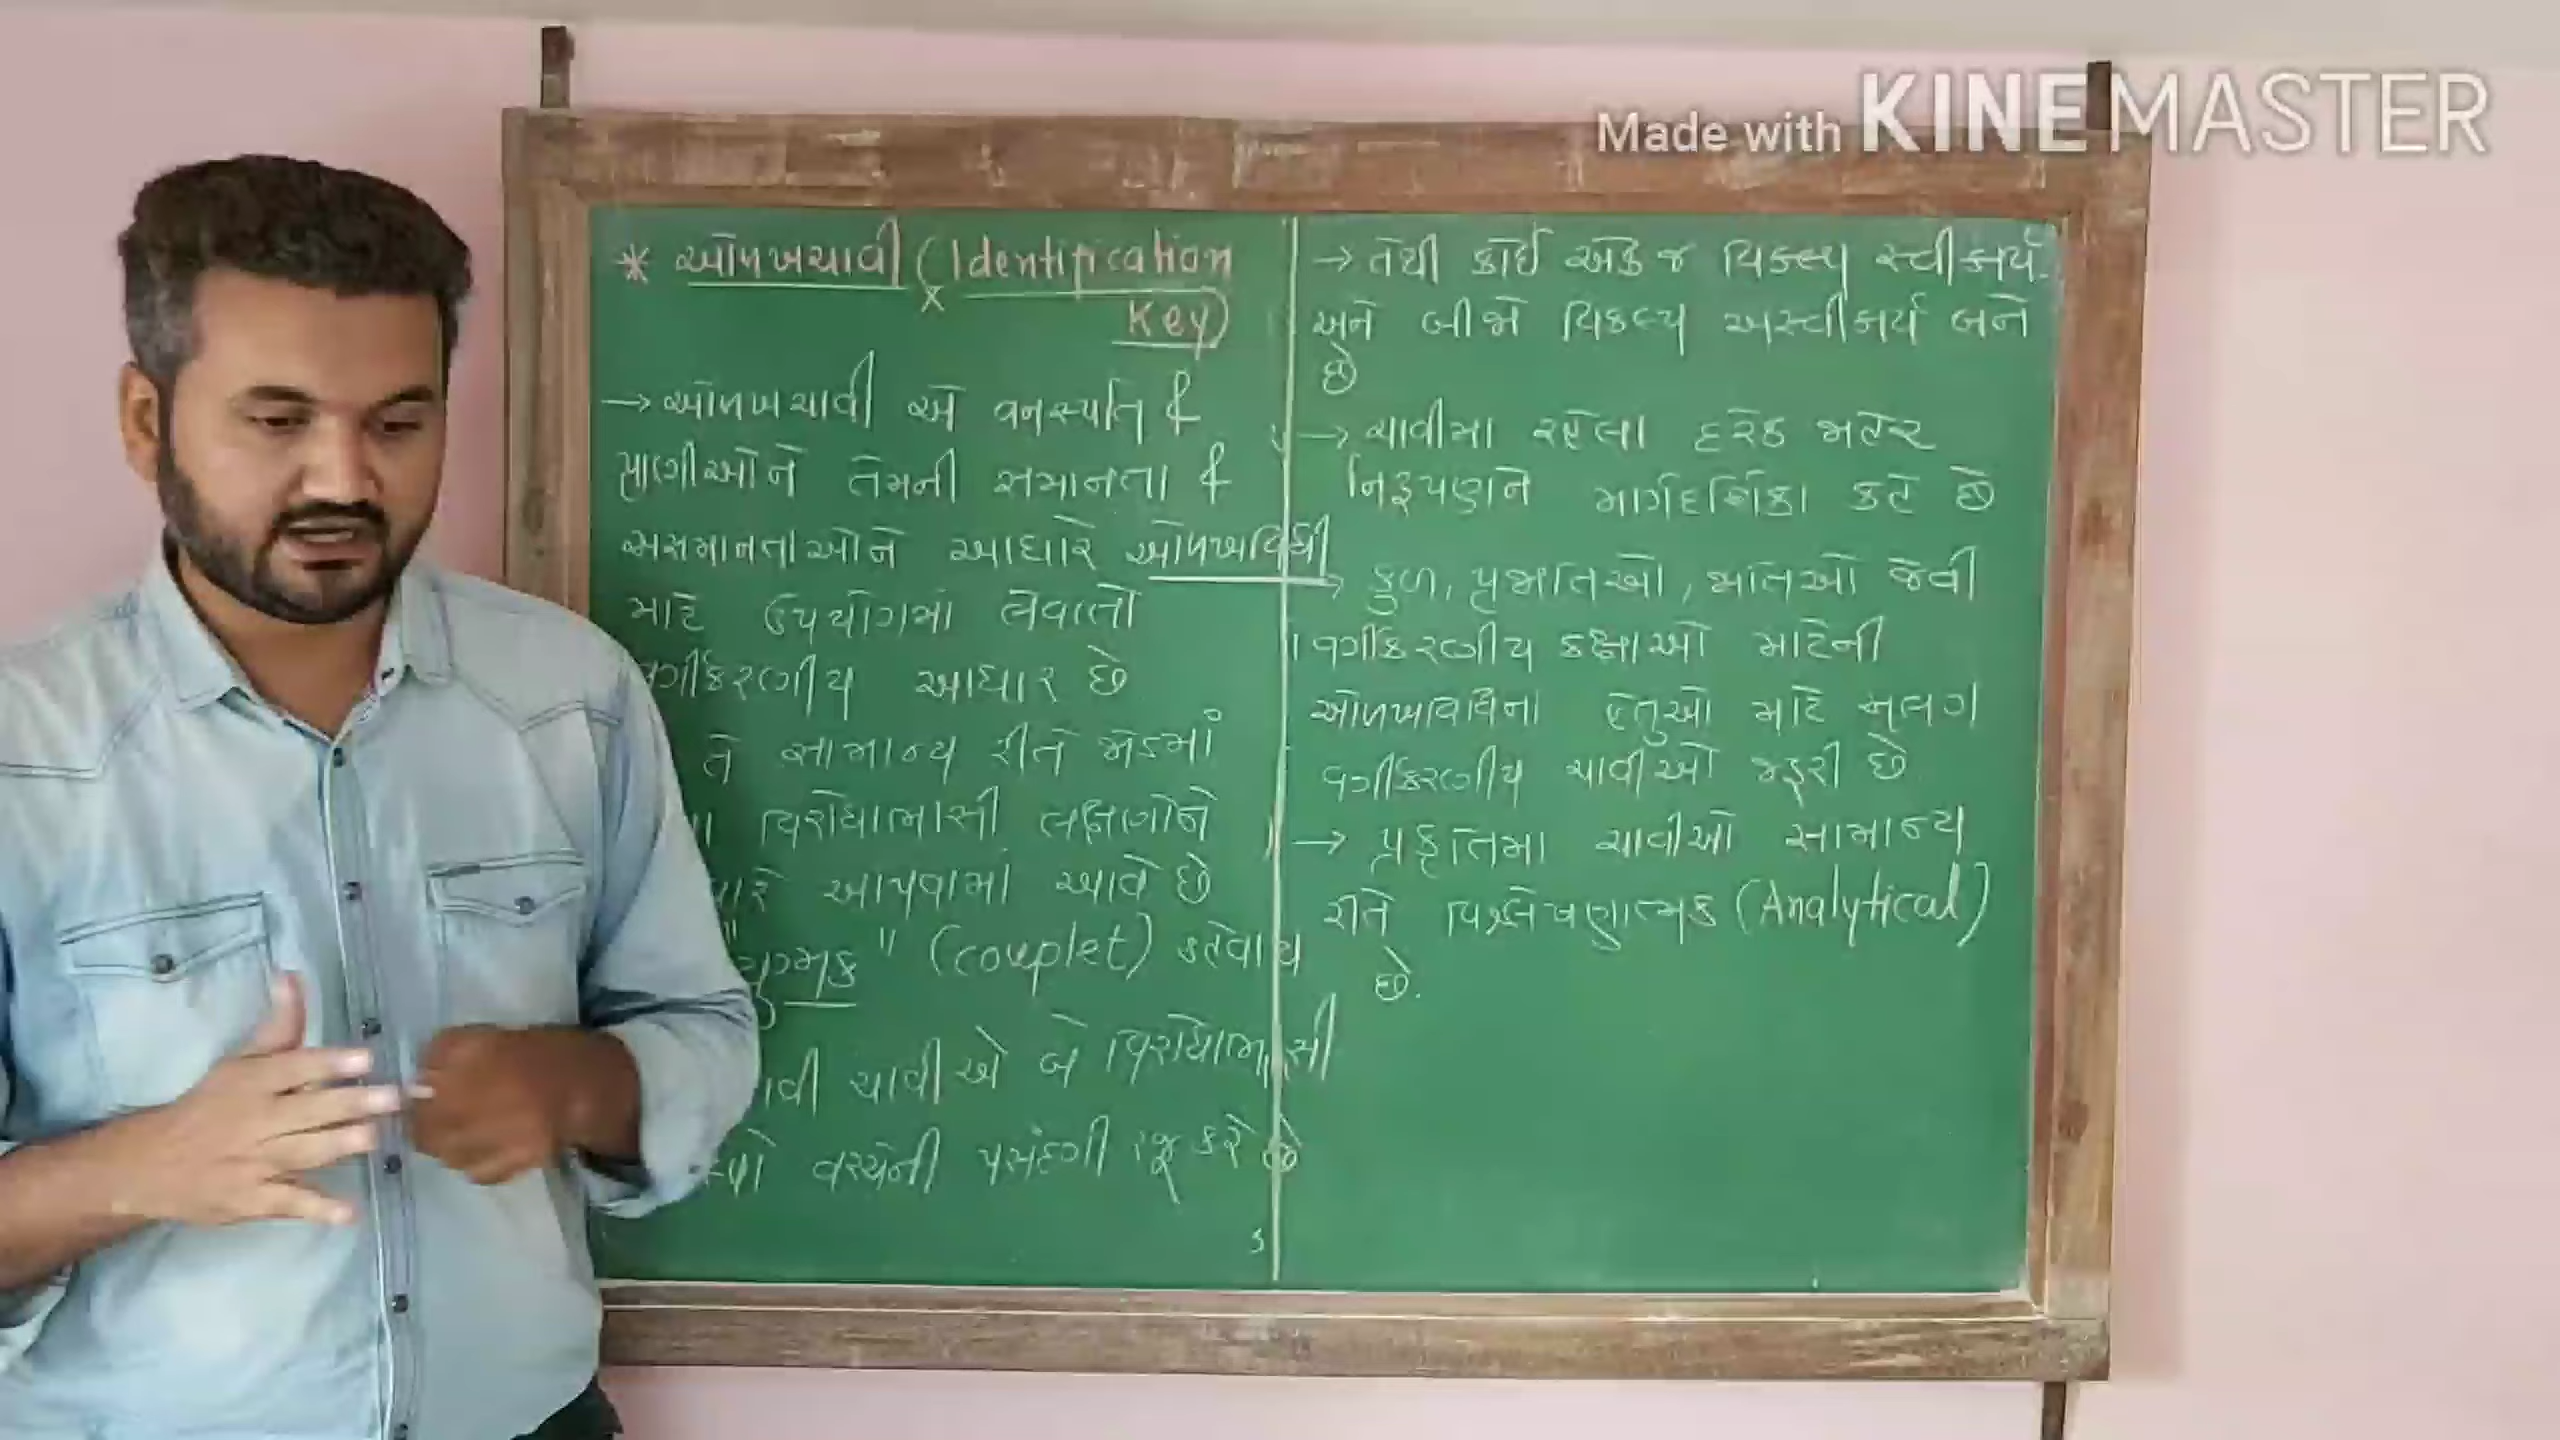 Made with KINEMASTER
* ઓળખચાવી (Identification
Key)
→ ઓળખચાવી એ વનસ્પતિ &
પ્રાણીઓને તેમની સમાનતા &
અસમાનતાઓને આધારે ઓળખવિધી
માટે ઉપયોગમાં લેવાતો
વર્ગીકરણીય આધાર છે
તે સામાન્ય રીતે જોડમાં
વિરોધાભાસી લક્ષણોને
આપવામાં આવે છે
"યુગ્મક" (couplet) કહેવાય
ચાવીએ બે વિરોધાભાસી
વચ્ચેની પસંદગી રજૂ કરે છે
→ તેથી કોઈ એક જ વિકલ્પ સ્વીકાર્ય
અને બીજો વિકલ્પ અસ્વીકાર્ય બને
છે
→ ચાવીમા રહેલા દરેક
નિરૂપણને માર્ગદર્શિકા કહે છે
→ કુળ, પ્રજાતિઓ, જાતિઓ જેવી
વર્ગીકરણીય કક્ષાઓ માટેની
ઓળખવિધિના હેતુઓ માટે અલગ
વર્ગીકરણીય ચાવીઓ જરૂરી છે
→ પ્રકૃતિમા ચાવીઓ સામાન્ય
રીતે વિશ્લેષણાત્મક (Analytical)
છે.